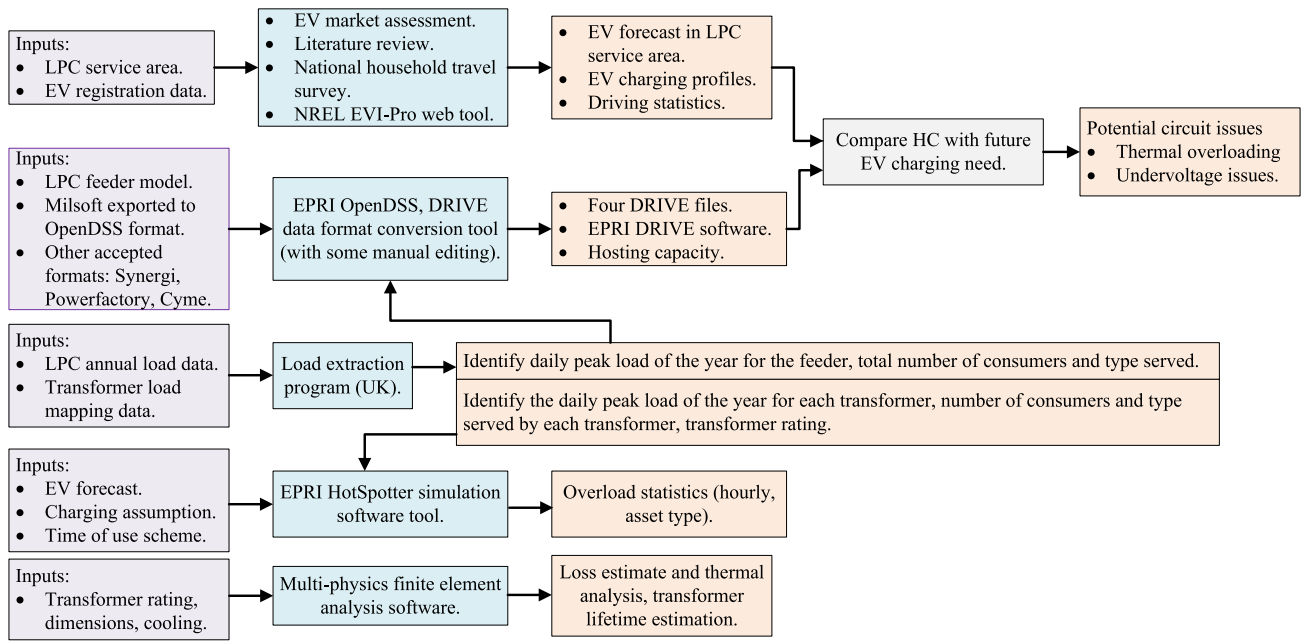 Inputs:
• LPC service area.
• EV registration data.
• EV market assessment.
• Literature review.
• National household travel
survey.
• NREL EVI-Pro web tool.
• EV forecast in LPC
service area.
• EV charging profiles.
• Driving statistics.
Compare HC with future
EV charging need.
Potential circuit issues
• Thermal overloading
• Undervoltage issues.
Inputs:
• LPC feeder model.
• Milsoft exported to
OpenDSS format.
• Other accepted
formats: Synergi,
Powerfactory, Cyme.
EPRI OpenDSS, DRIVE
data format conversion tool
(with some manual editing).
• Four DRIVE files.
• EPRI DRIVE software.
• Hosting capacity.
Inputs:
• LPC annual load data.
• Transformer load
mapping data.
Load extraction
program (UK).
Identify daily peak load of the year for the feeder, total number of consumers and type served.
Identify the daily peak load of the year for each transformer, number of consumers and type
served by each transformer, transformer rating.
Inputs:
• EV forecast.
• Charging assumption.
• Time of use scheme.
EPRI HotSpotter simulation
software tool.
Overload statistics (hourly,
asset type).
Inputs:
• Transformer rating,
dimensions, cooling.
Multi-physics finite element
analysis software.
Loss estimate and thermal
analysis, transformer
lifetime estimation.